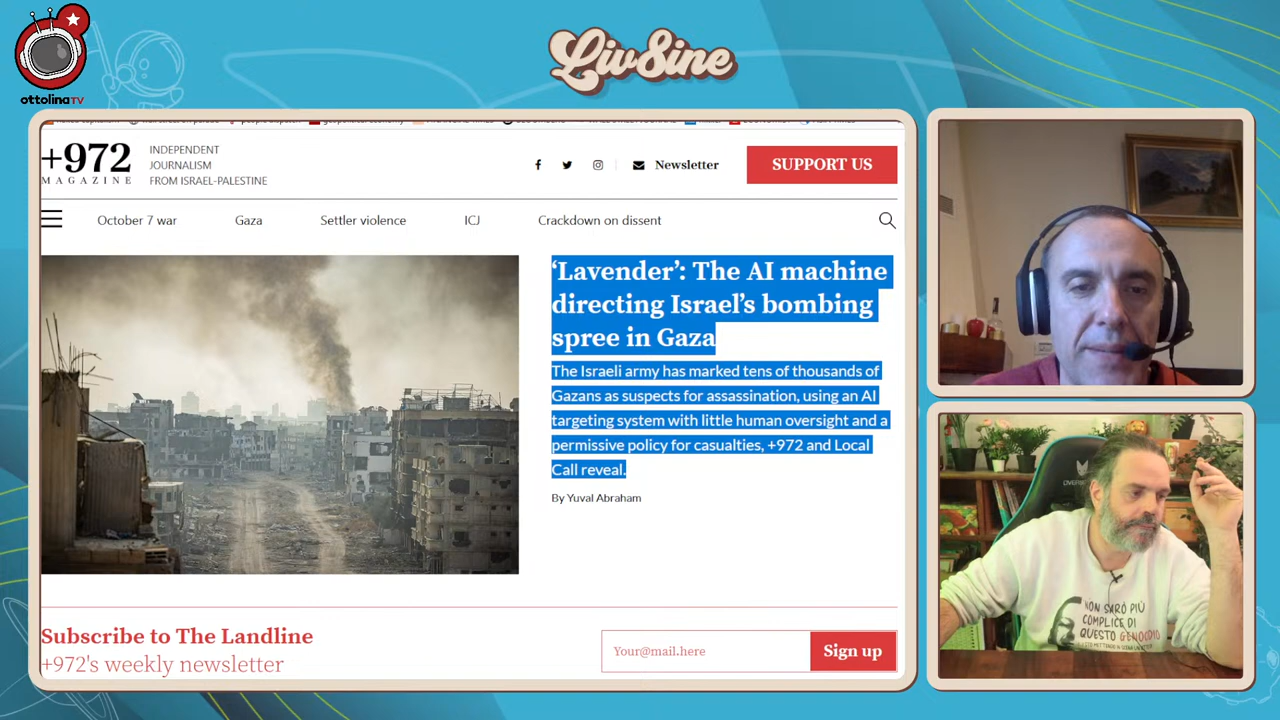 ottolinaTV
Liv8ine
+972
MAGAZINE
INDEPENDENT
JOURNALISM
FROM ISRAEL-PALESTINE
Newsletter
SUPPORT US
October 7 war
Gaza
Settler violence
ICJ
Crackdown on dissent
‘Lavender’: The AI machine
directing Israel’s bombing
spree in Gaza
The Israeli army has marked tens of thousands of
Gazans as suspects for assassination, using an AI
targeting system with little human oversight and a
permissive policy for casualties, +972 and Local
Call reveal.
By Yuval Abraham
Subscribe to The Landline
+972's weekly newsletter
Your@mail.here
Sign up
NON SARÒ PIÙ
COMPLICE DI
QUESTO GENOCIDIO